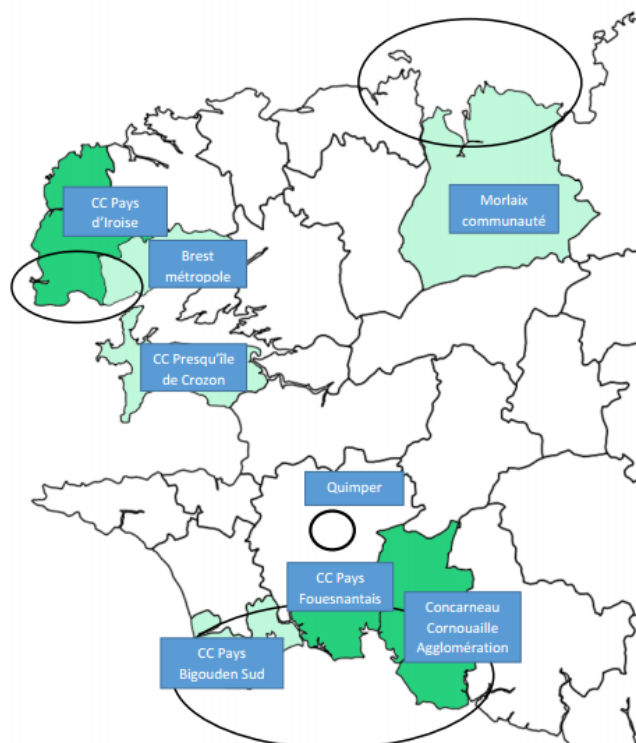 Morlaix
communauté
CC Pays
d'Iroise
Brest
métropole
CC Presqu'île
de Crozon
Quimper
CC Pays
Fouesnantais
Concarneau
Cornouaille
Agglomération
CC Pays
Bigouden Sud